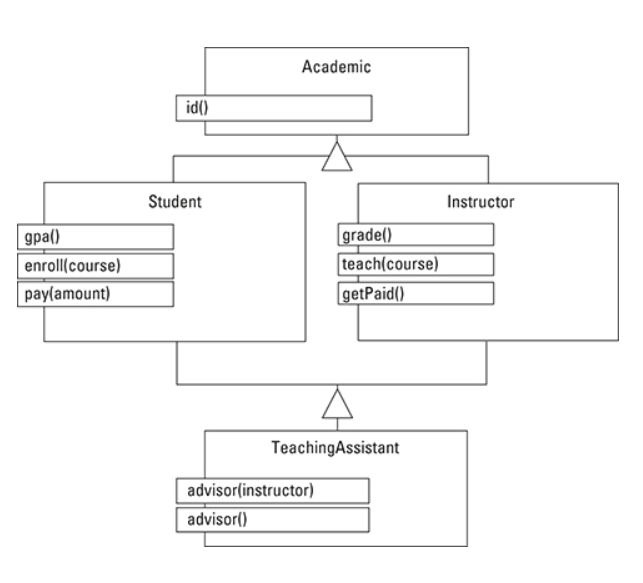 Academic
id()
Student
gpa()
enroll(course)
pay(amount)
Instructor
grade()
teach(course)
getPaid()
TeachingAssistant
advisor(instructor)
advisor()